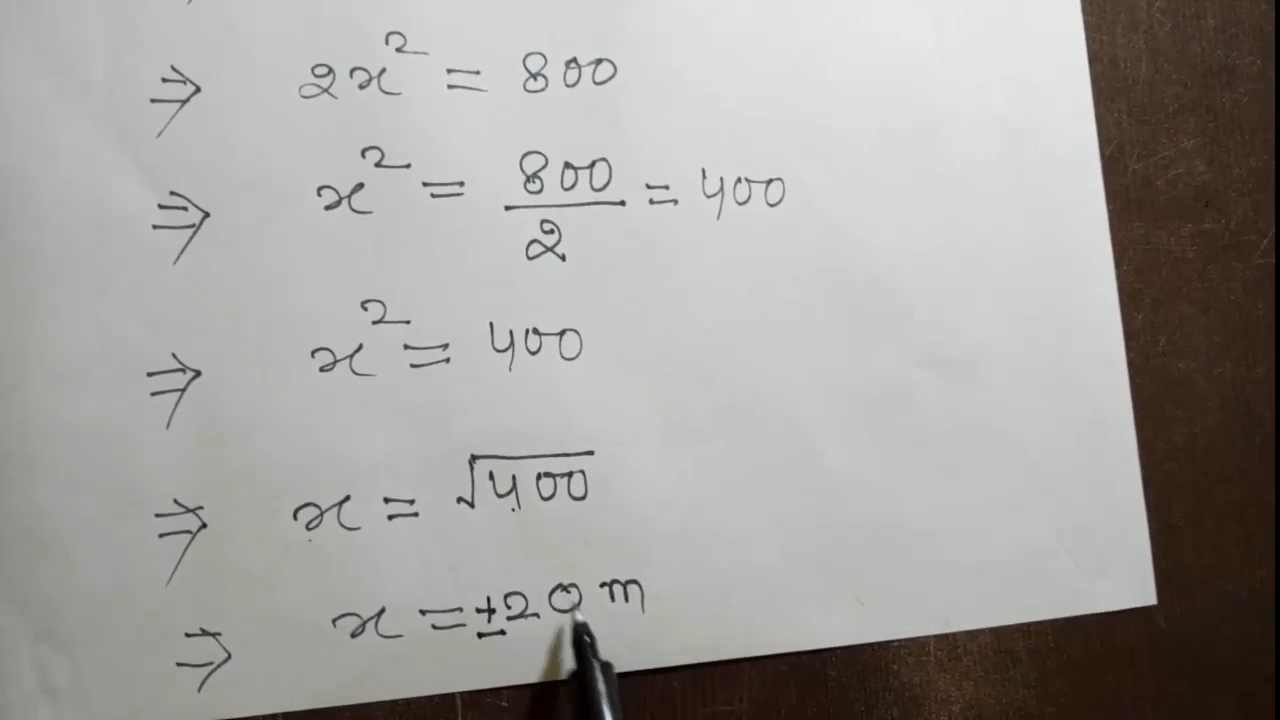 ⇒ 2x² = 800
⇒ x² = 800/2 = 400
⇒ x² = 400
⇒ x = √400
⇒ x = ±20 m